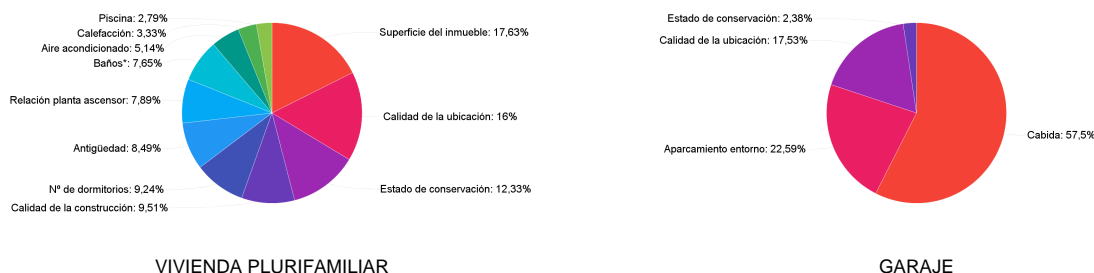 Piscina: 2,79%
Calefacción: 3,33%
Aire acondicionado: 5,14%
Baños*: 7,65%
Relación planta ascensor: 7,89%
Antigüedad: 8,49%
Nº de dormitorios: 9,24%
Calidad de la construcción: 9,51%
Superficie del inmueble: 17,63%
Calidad de la ubicación: 16%
Estado de conservación: 12,33%
VIVIENDA PLURIFAMILIAR
Estado de conservación: 2,38%
Calidad de la ubicación: 17,53%
Aparcamiento entorno: 22,59%
Cabida: 57,5%
GARAJE